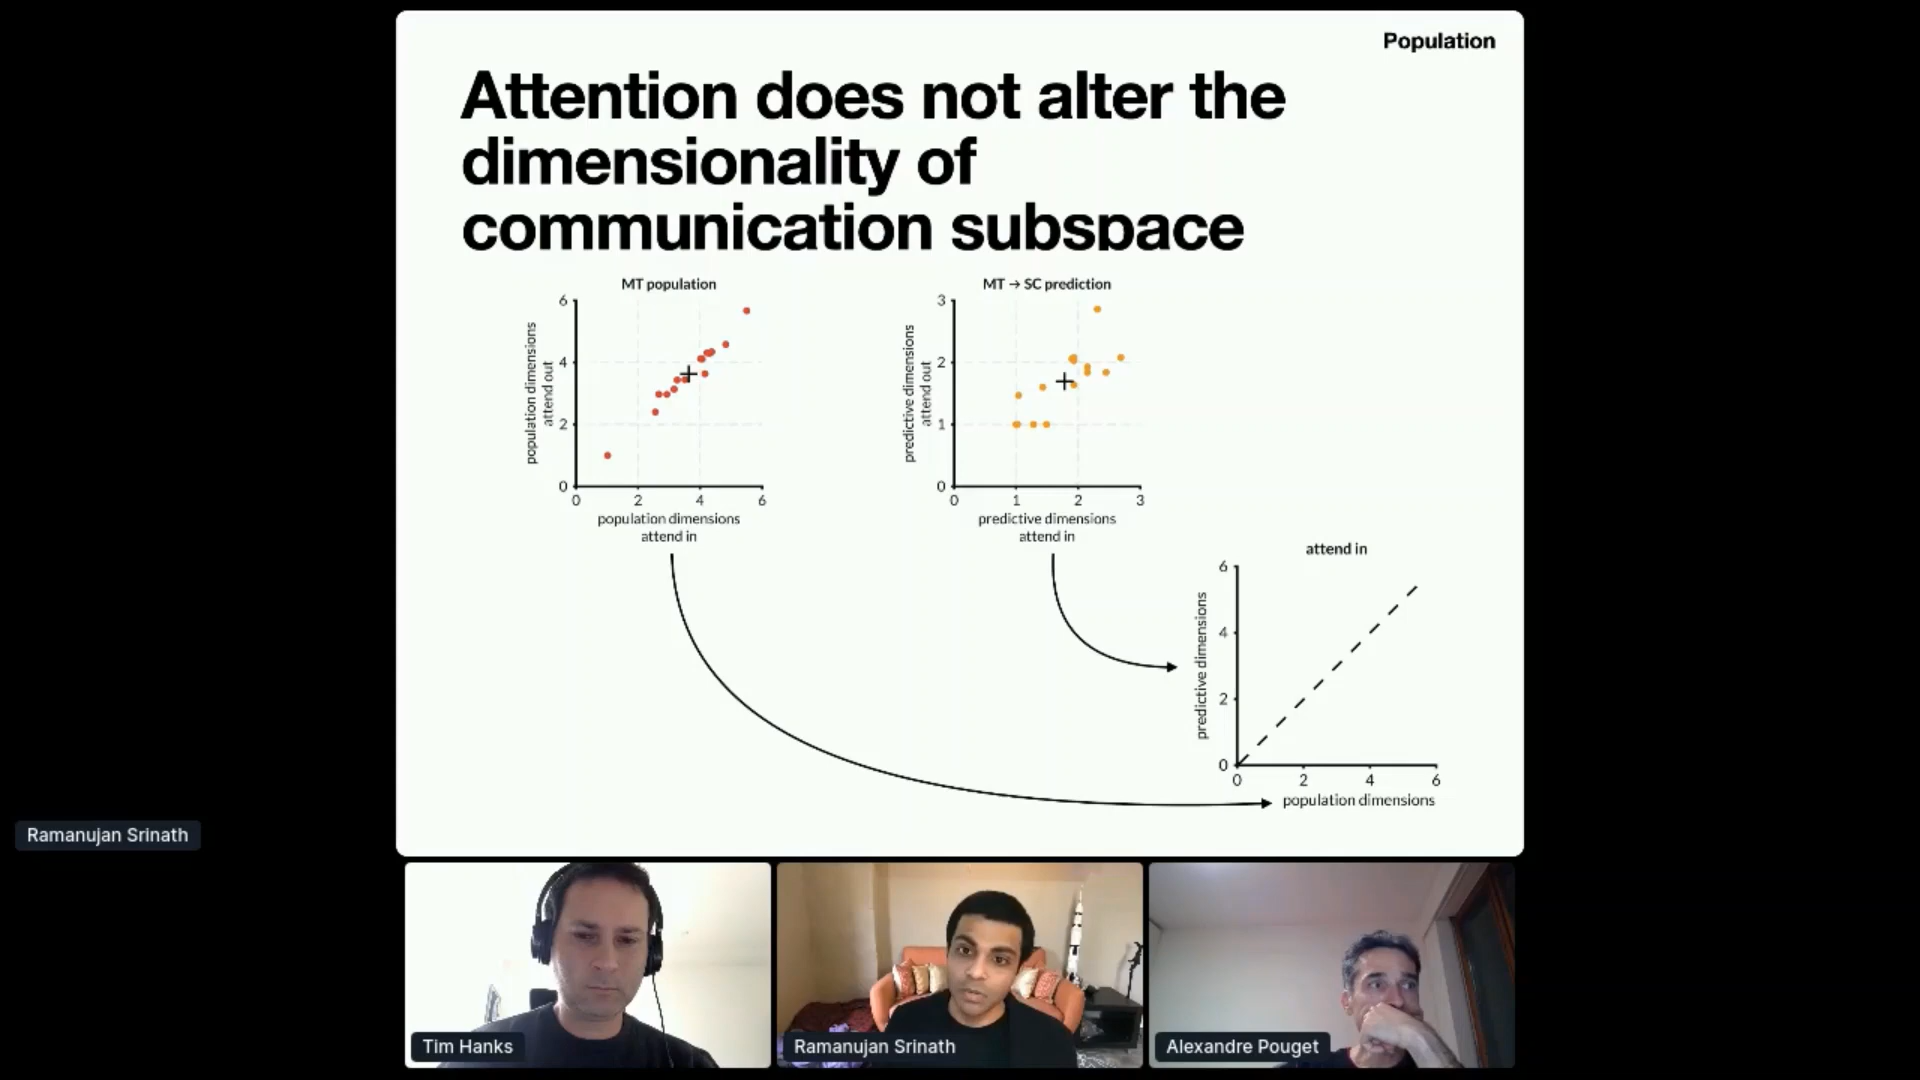 Population
Attention does not alter the
dimensionality of
communication subspace
MT population
6
4
2
0
0 2 4 6
population dimensions
attend out
population dimensions
attend in
MT → SC prediction
3
2
1
0
0 1 2 3
predictive dimensions
attend out
predictive dimensions
attend in
attend in
6
4
2
0
0 2 4 6
predictive dimensions
population dimensions
Ramanujan Srinath
Tim Hanks
Ramanujan Srinath
Alexandre Pouget